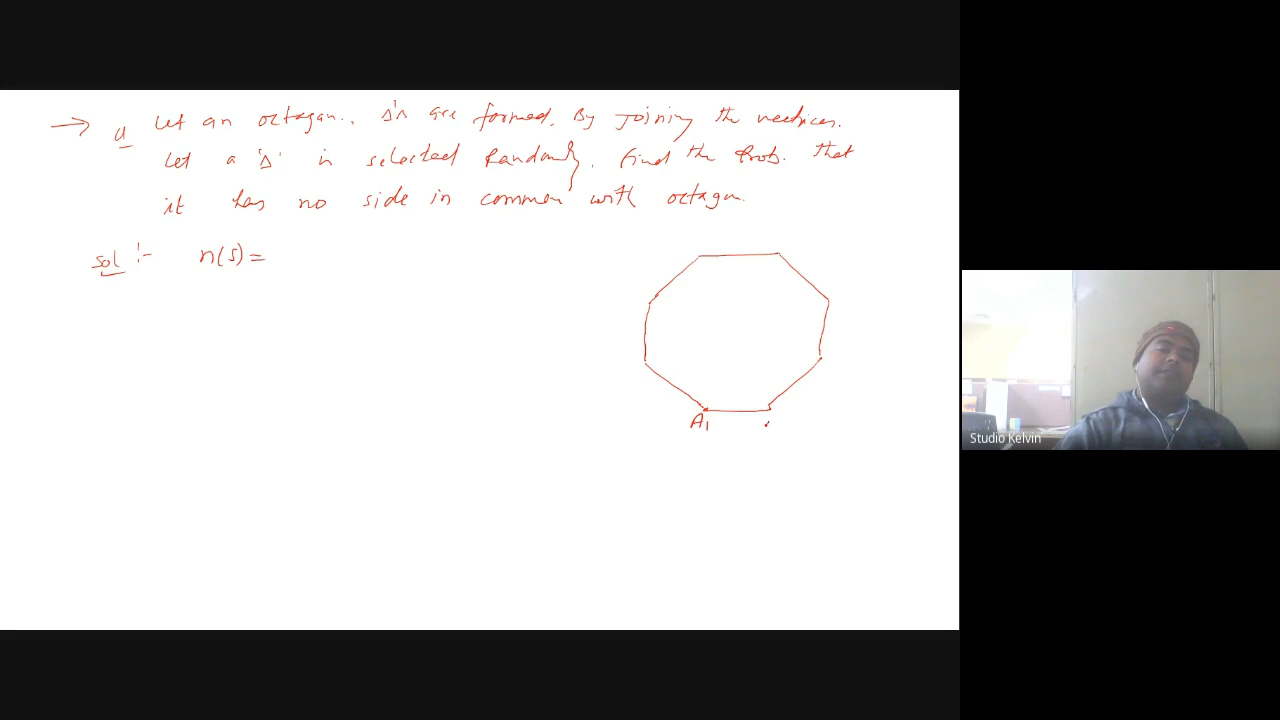 → Q Let an octagon., Δ's are formed. By joining the vertices.
Let a 'Δ' is selected Randomly. Find the Prob. that
it has no side in common with octagon.
Sol :- n(S) =
A1
Studio Kelvin